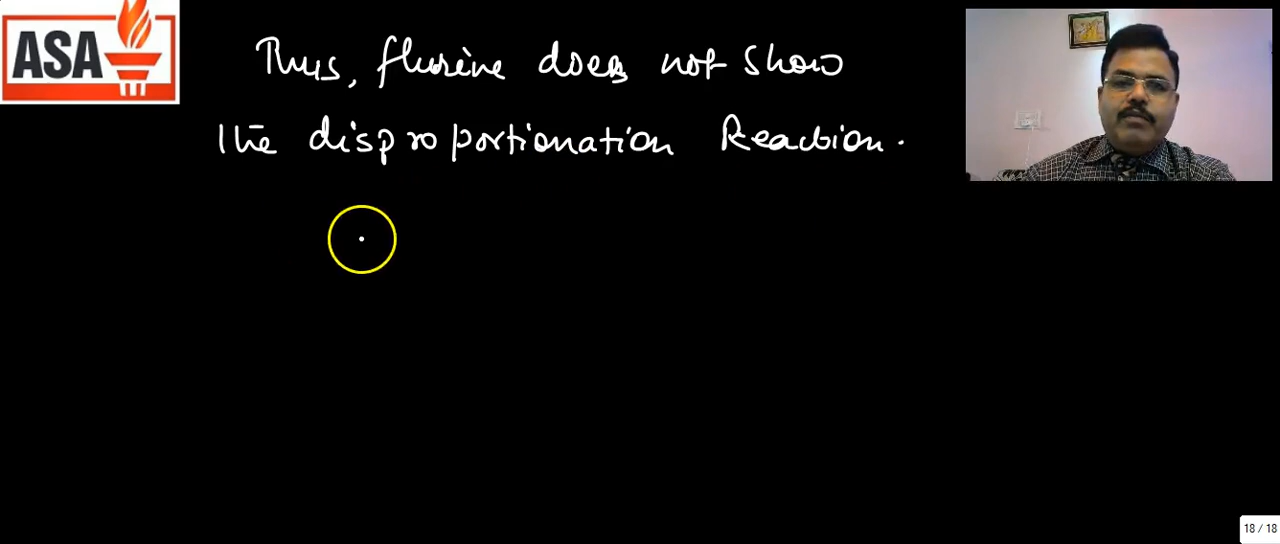 ASA
Thus, fluorine does not show
the disproportionation Reaction.
18 / 18